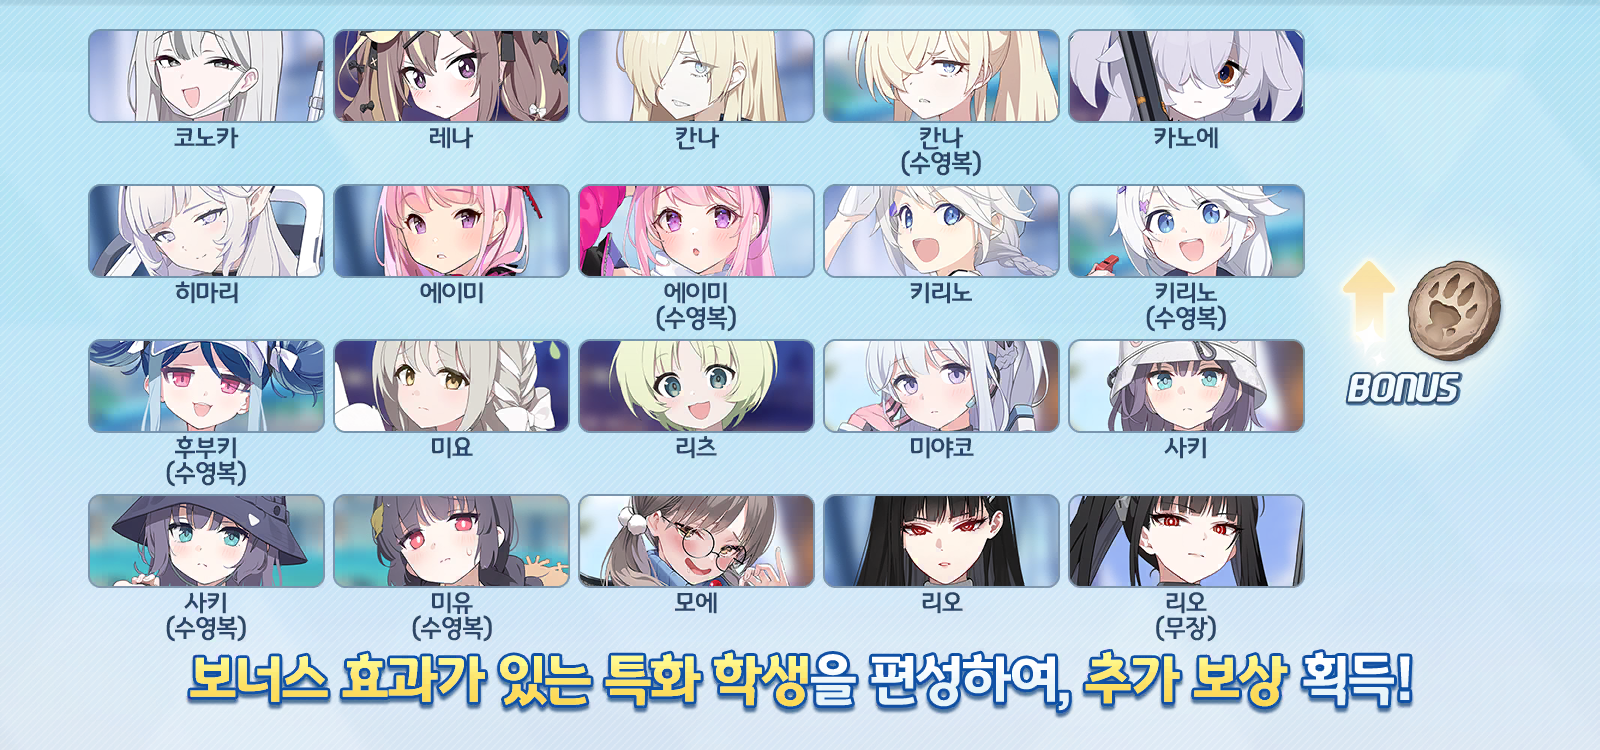 코노카
레나
칸나
칸나
(수영복)
카노에
히마리
에이미
에이미
(수영복)
키리노
키리노
(수영복)
후부키
(수영복)
미요
리츠
미야코
사키
사키
(수영복)
미유
(수영복)
모에
리오
리오
(무장)
BONUS
보너스 효과가 있는 특화 학생을 편성하여, 추가 보상 획득!